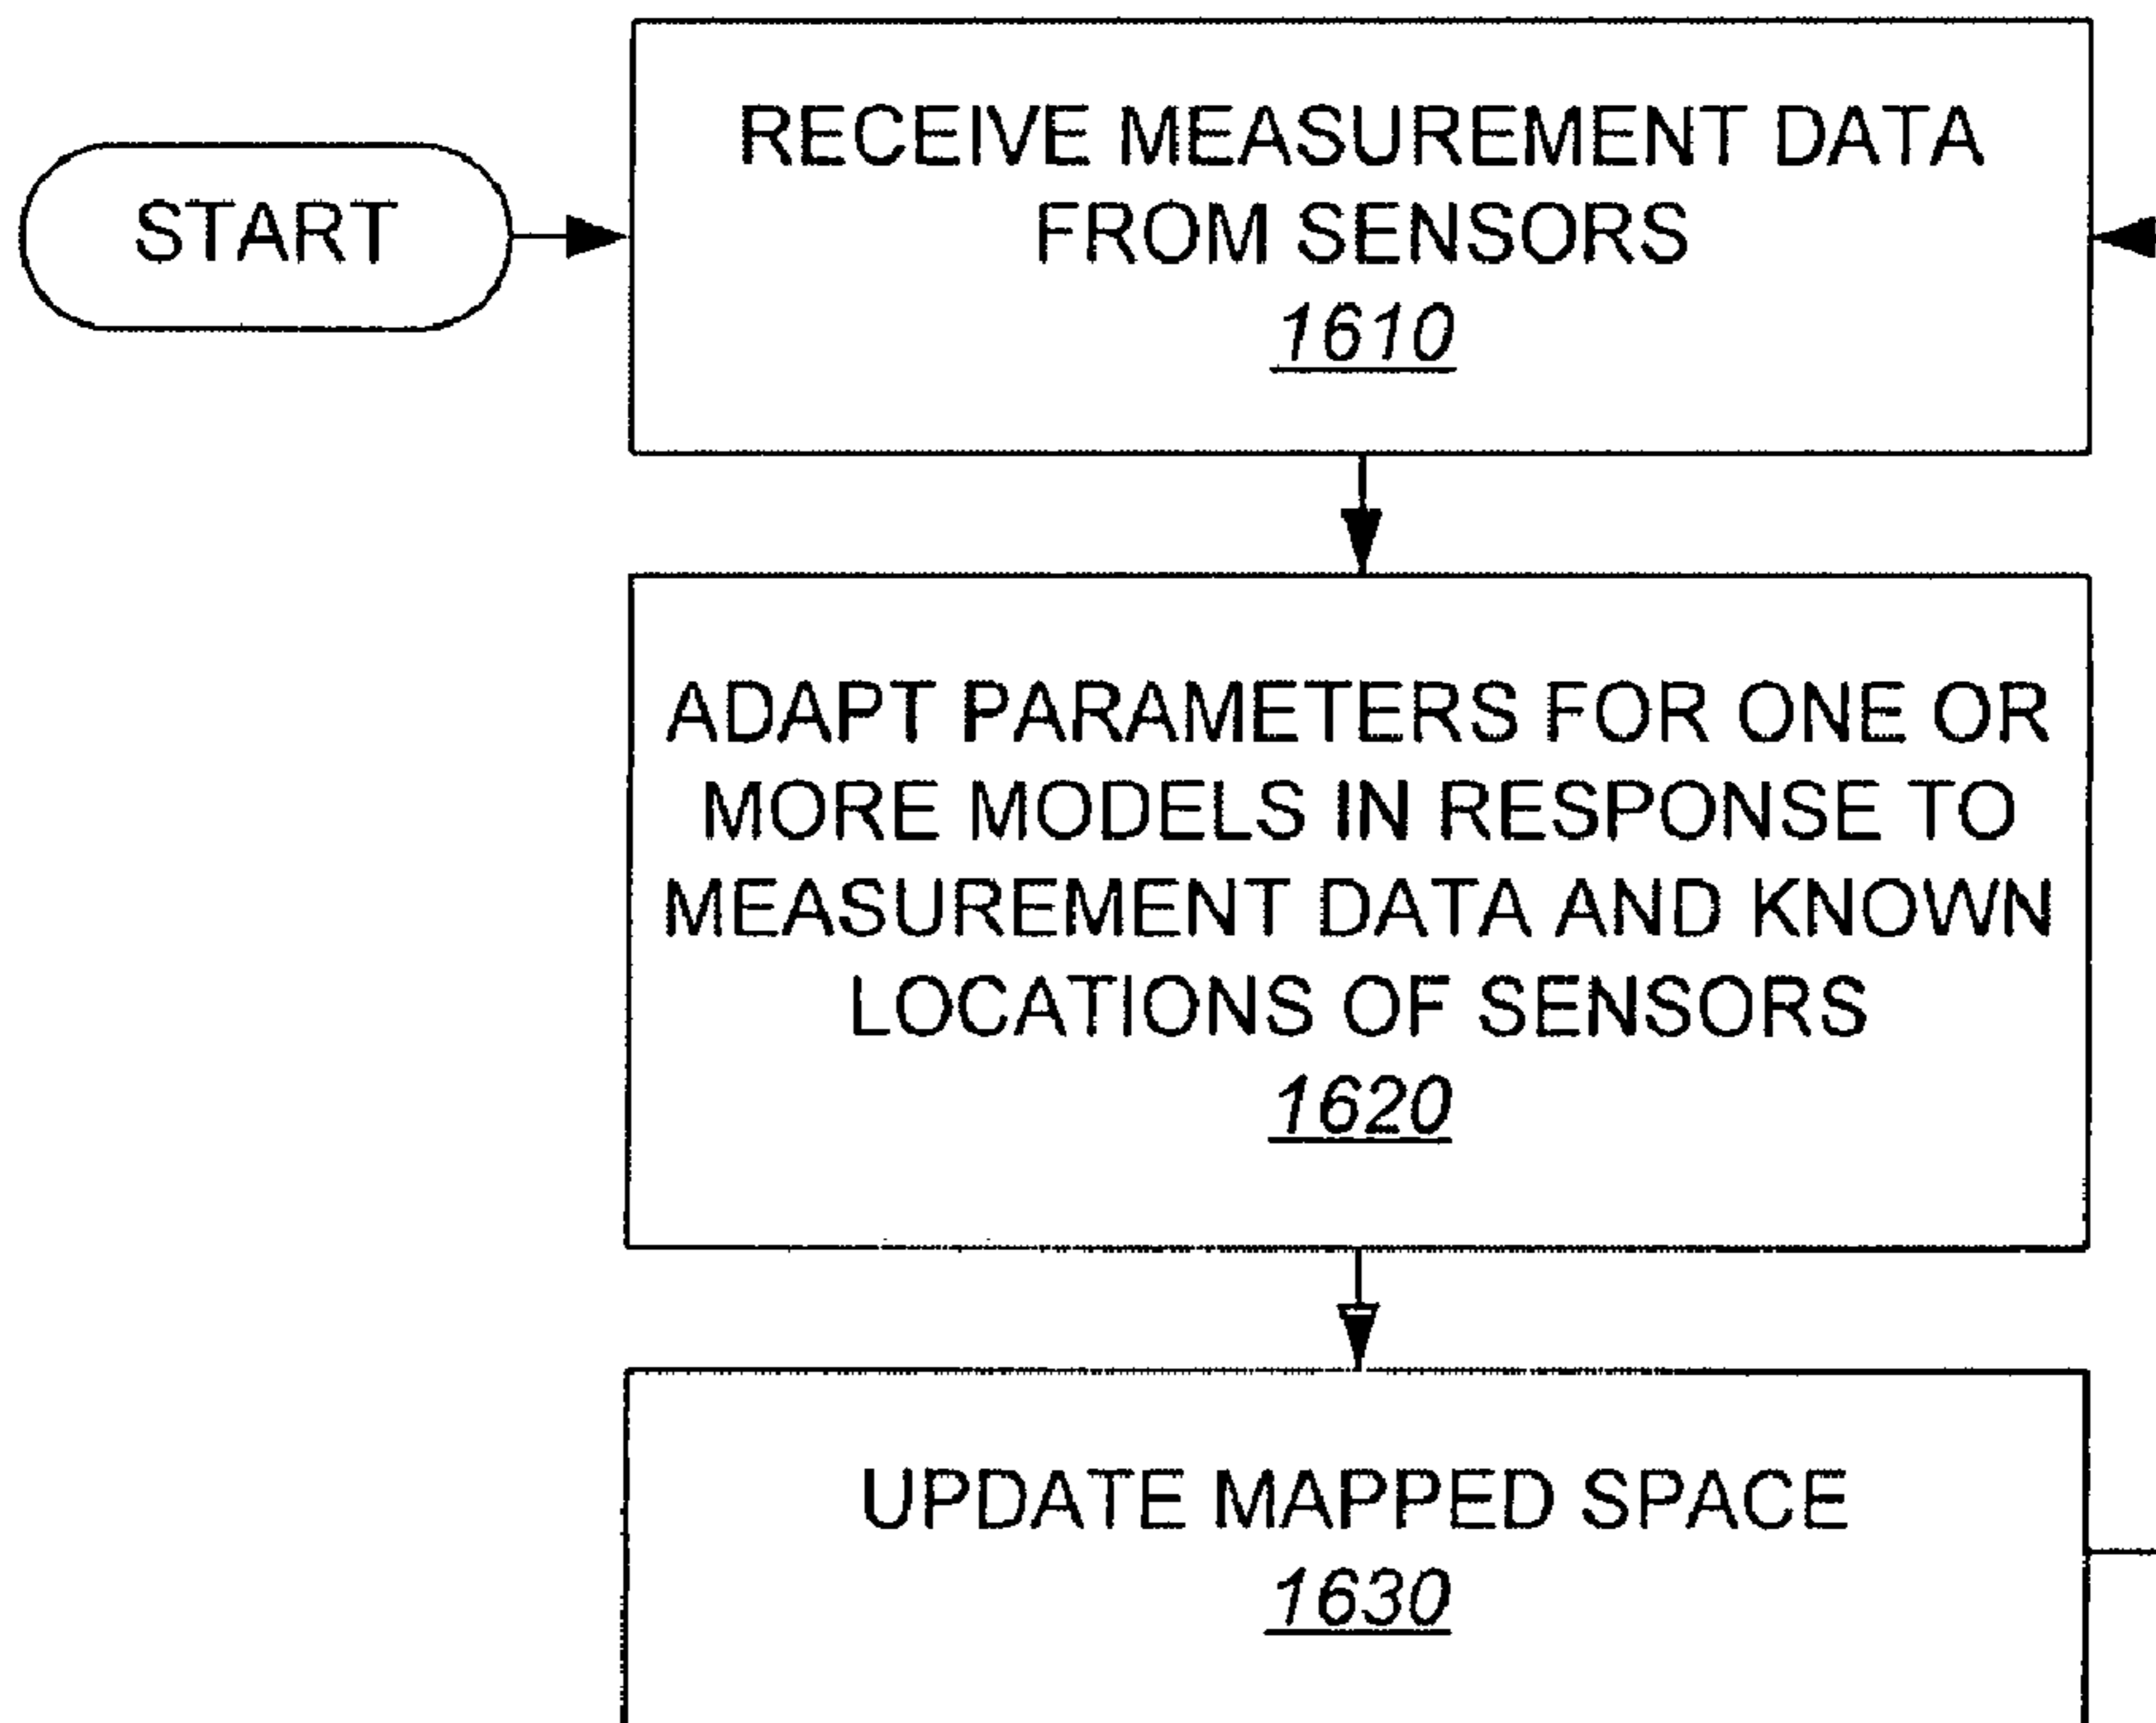 START
RECEIVE MEASUREMENT DATA
FROM SENSORS
1610
ADAPT PARAMETERS FOR ONE OR
MORE MODELS IN RESPONSE TO
MEASUREMENT DATA AND KNOWN
LOCATIONS OF SENSORS
1620
UPDATE MAPPED SPACE
1630